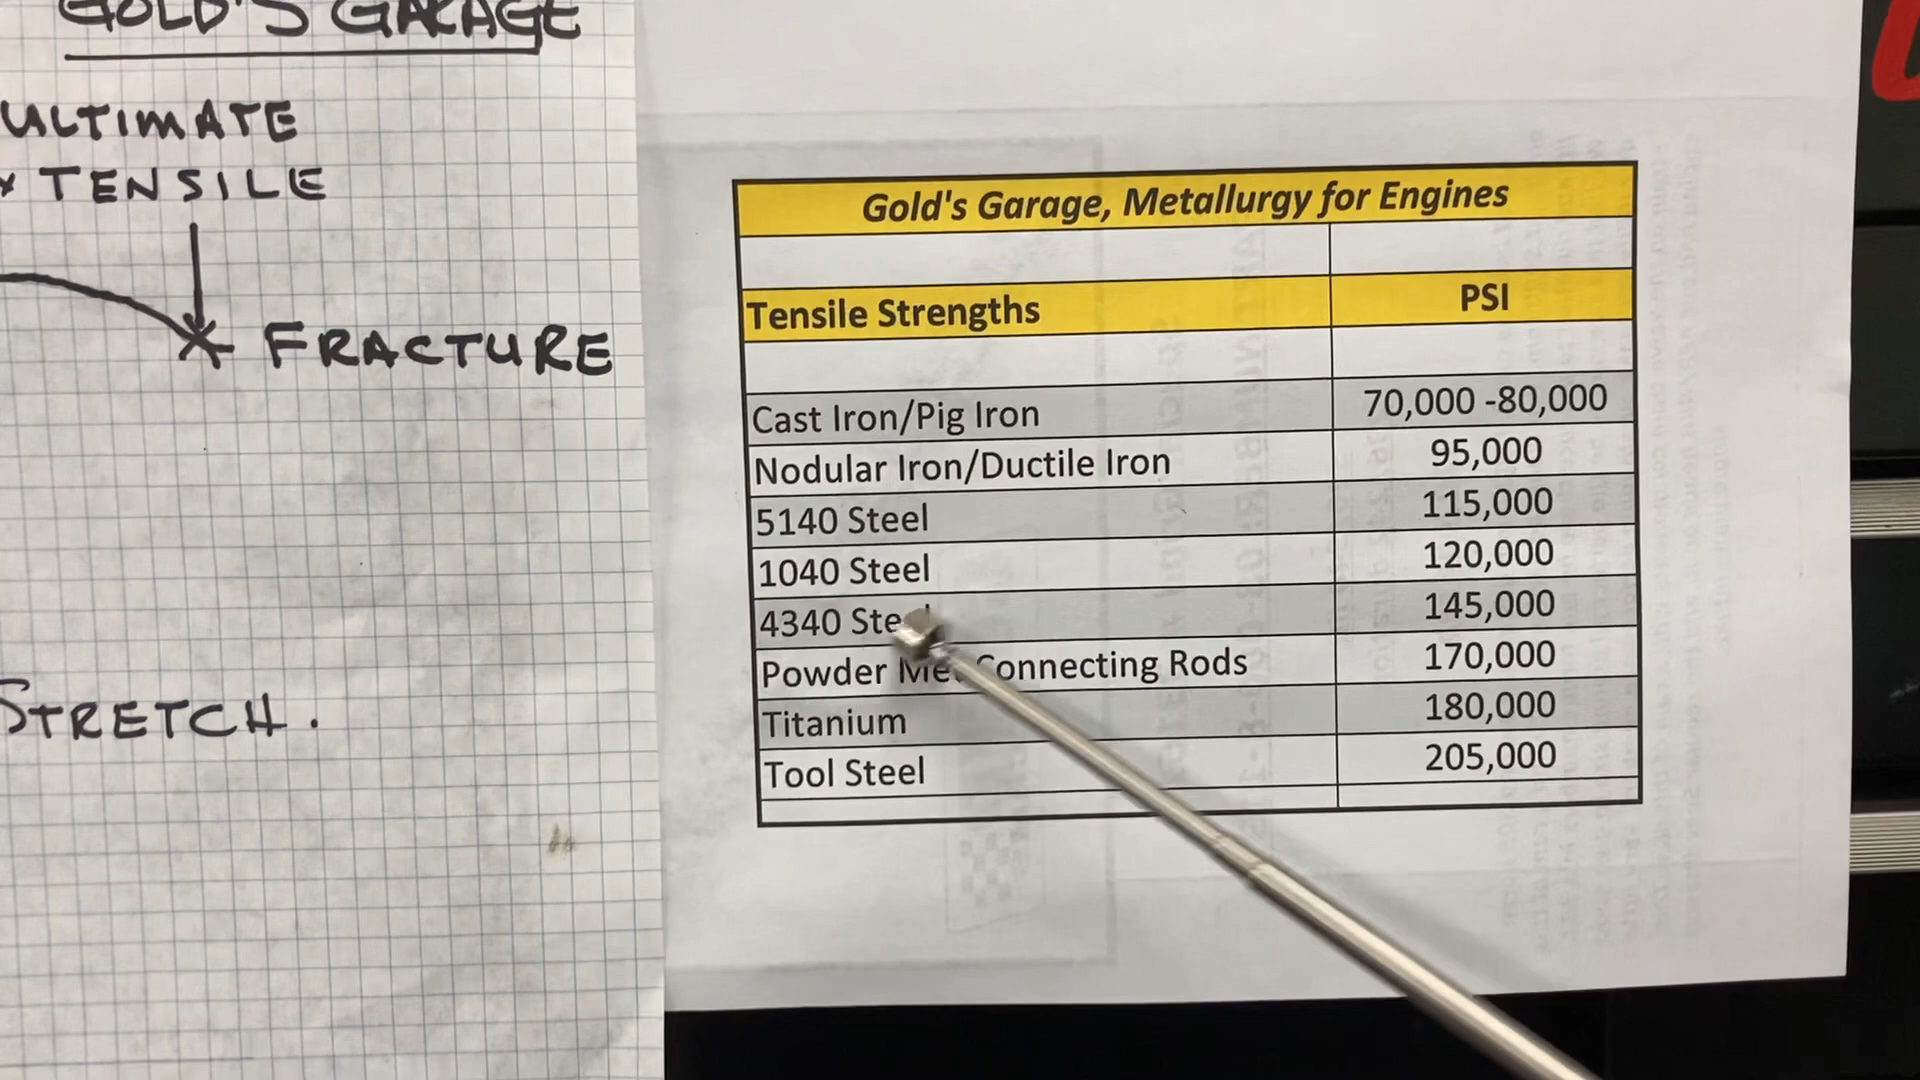 GOLD'S GARAGE
ULTIMATE
TENSILE
FRACTURE
STRETCH.
Gold's Garage, Metallurgy for Engines
Tensile Strengths PSI
Cast Iron/Pig Iron 70,000 -80,000
Nodular Iron/Ductile Iron 95,000
5140 Steel 115,000
1040 Steel 120,000
4340 Steel 145,000
Powder Connecting Rods 170,000
Titanium 180,000
Tool Steel 205,000